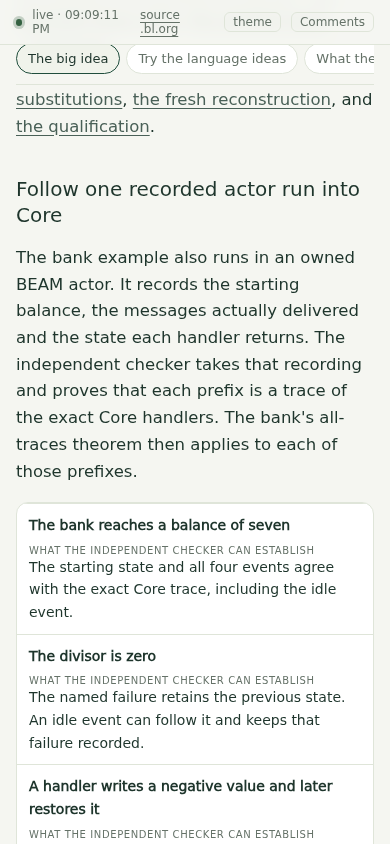 live · 09:09:11
PM
source
.bl.org
theme
Comments
The big idea
Try the language ideas
What the
substitutions, the fresh reconstruction, and
the qualification.
Follow one recorded actor run into
Core
The bank example also runs in an owned
BEAM actor. It records the starting
balance, the messages actually delivered
and the state each handler returns. The
independent checker takes that recording
and proves that each prefix is a trace of
the exact Core handlers. The bank's all-
traces theorem then applies to each of
those prefixes.
The bank reaches a balance of seven
WHAT THE INDEPENDENT CHECKER CAN ESTABLISH
The starting state and all four events agree
with the exact Core trace, including the idle
event.
The divisor is zero
WHAT THE INDEPENDENT CHECKER CAN ESTABLISH
The named failure retains the previous state.
An idle event can follow it and keeps that
failure recorded.
A handler writes a negative value and later
restores it
WHAT THE INDEPENDENT CHECKER CAN ESTABLISH